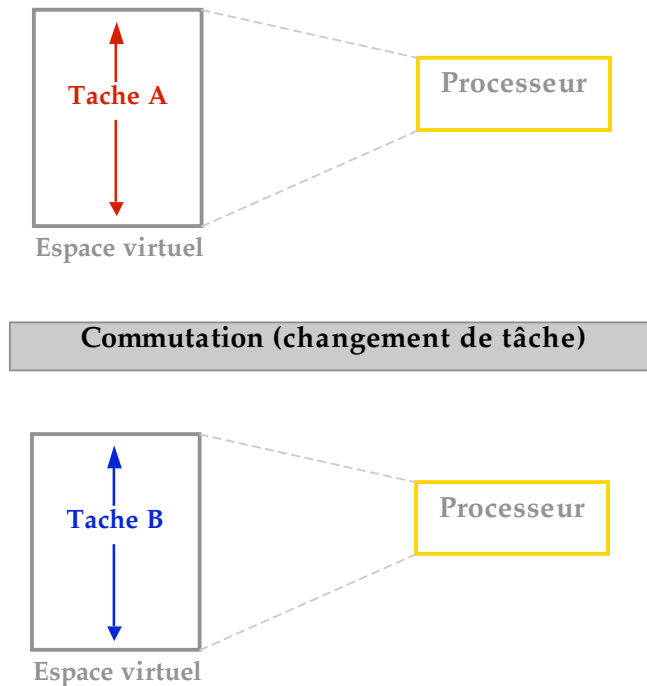 Tache A
Processeur
Espace virtuel
Commutation (changement de tâche)
Tache B
Processeur
Espace virtuel